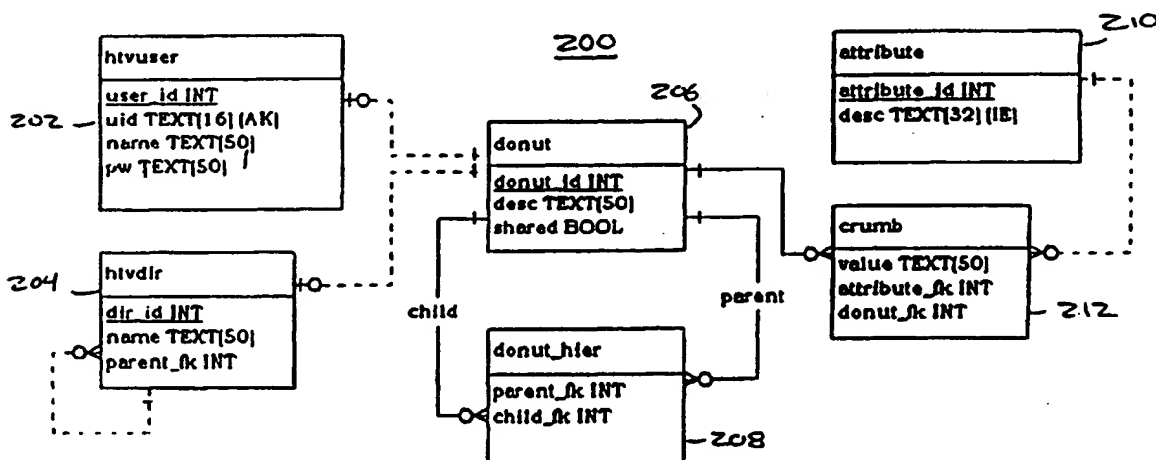 200
202
htvuser
user_id INT
uid TEXT[16] (AK)
name TEXT[50]
pw TEXT[50]
204
htvdir
dir_id INT
name TEXT[50]
parent_fk INT
206
donut
donut_id INT
desc TEXT[50]
shared BOOL
child
parent
donut_hier
parent_fk INT
child_fk INT
208
210
attribute
attribute_id INT
desc TEXT[32] (IE)
crumb
value TEXT[50]
attribute_fk INT
donut_fk INT
212